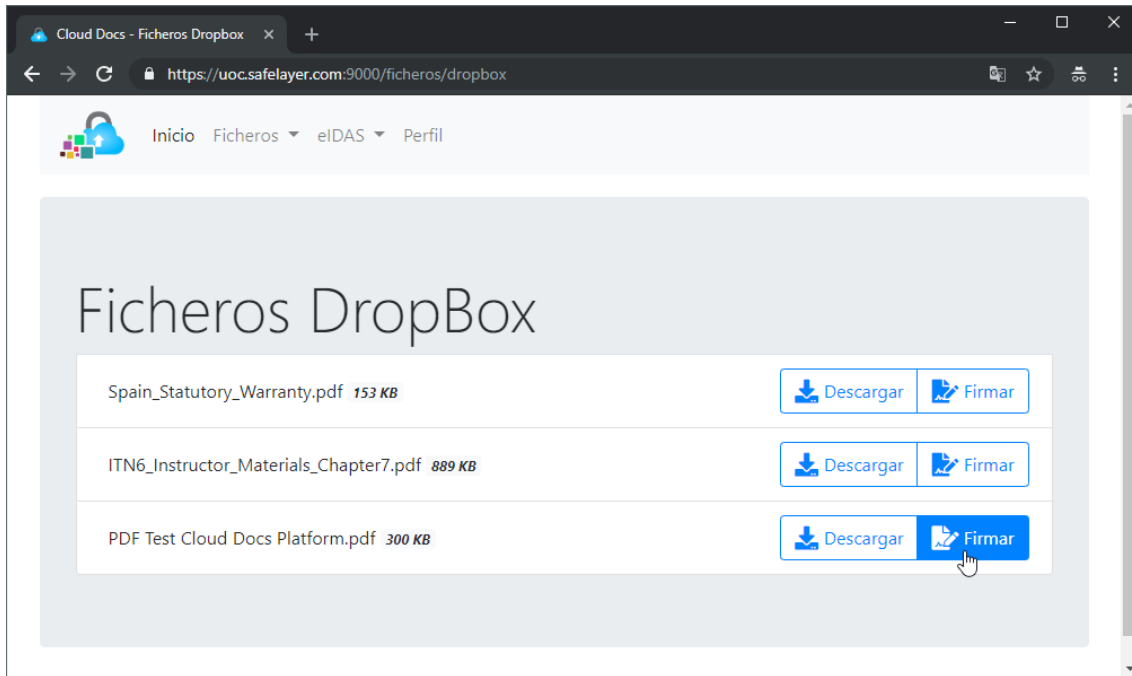 Cloud Docs - Ficheros Dropbox
https://uoc.safelayer.com:9000/ficheros/dropbox
Inicio Ficheros eIDAS Perfil
Ficheros DropBox
Spain_Statutory_Warranty.pdf 153 KB Descargar Firmar
ITN6_Instructor_Materials_Chapter7.pdf 889 KB Descargar Firmar
PDF Test Cloud Docs Platform.pdf 300 KB Descargar Firmar